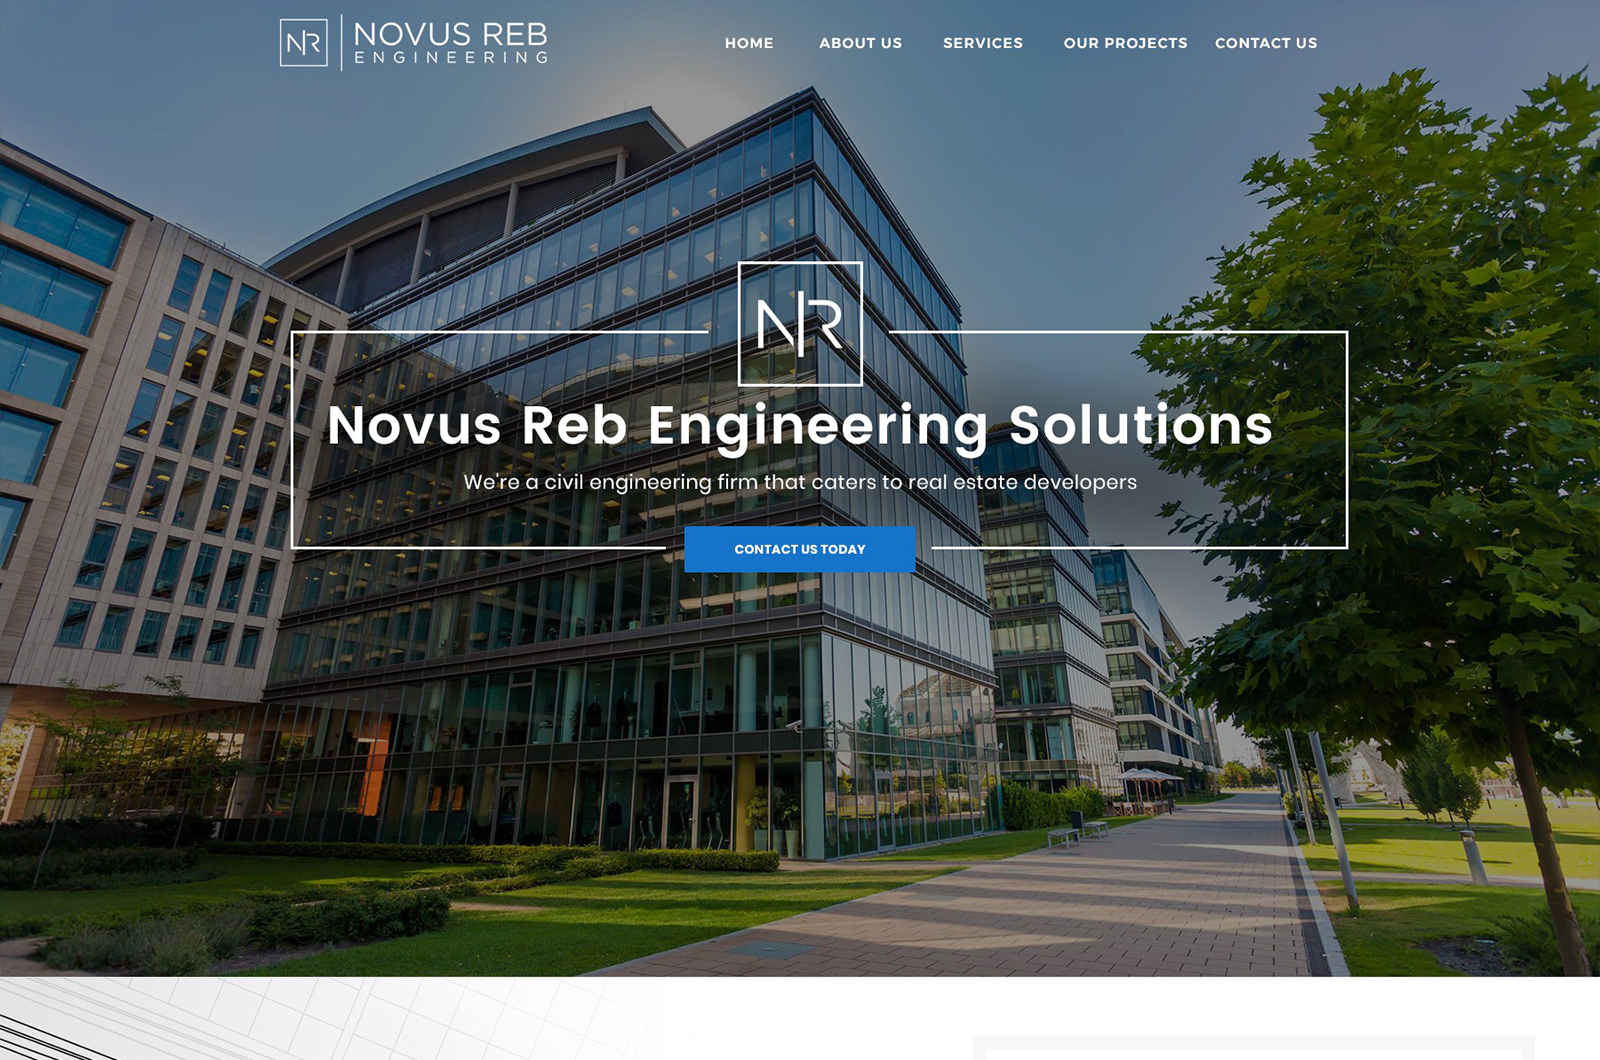 NR
NOVUS REB
ENGINEERING
HOME ABOUT US SERVICES OUR PROJECTS CONTACT US
NR
Novus Reb Engineering Solutions
We're a civil engineering firm that caters to real estate developers
CONTACT US TODAY